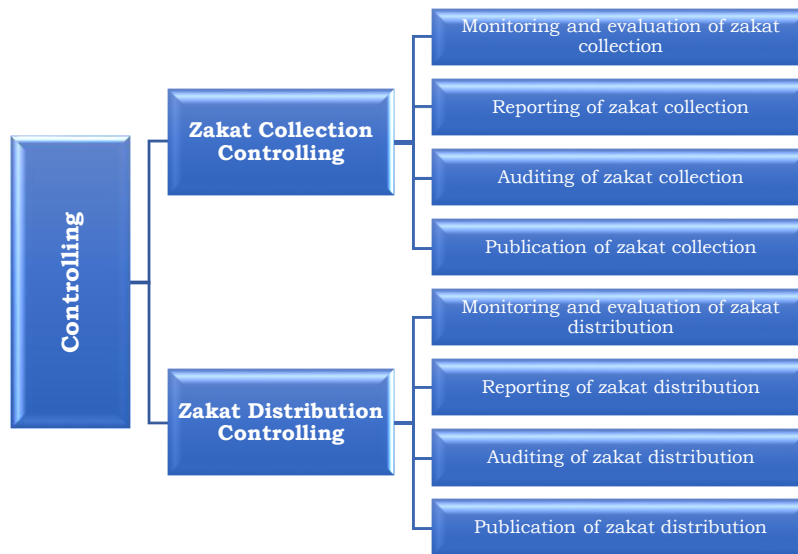 Controlling
Zakat Collection
Controlling
Monitoring and evaluation of zakat
collection
Reporting of zakat collection
Auditing of zakat collection
Publication of zakat collection
Zakat Distribution
Controlling
Monitoring and evaluation of zakat
distribution
Reporting of zakat distribution
Auditing of zakat distribution
Publication of zakat distribution